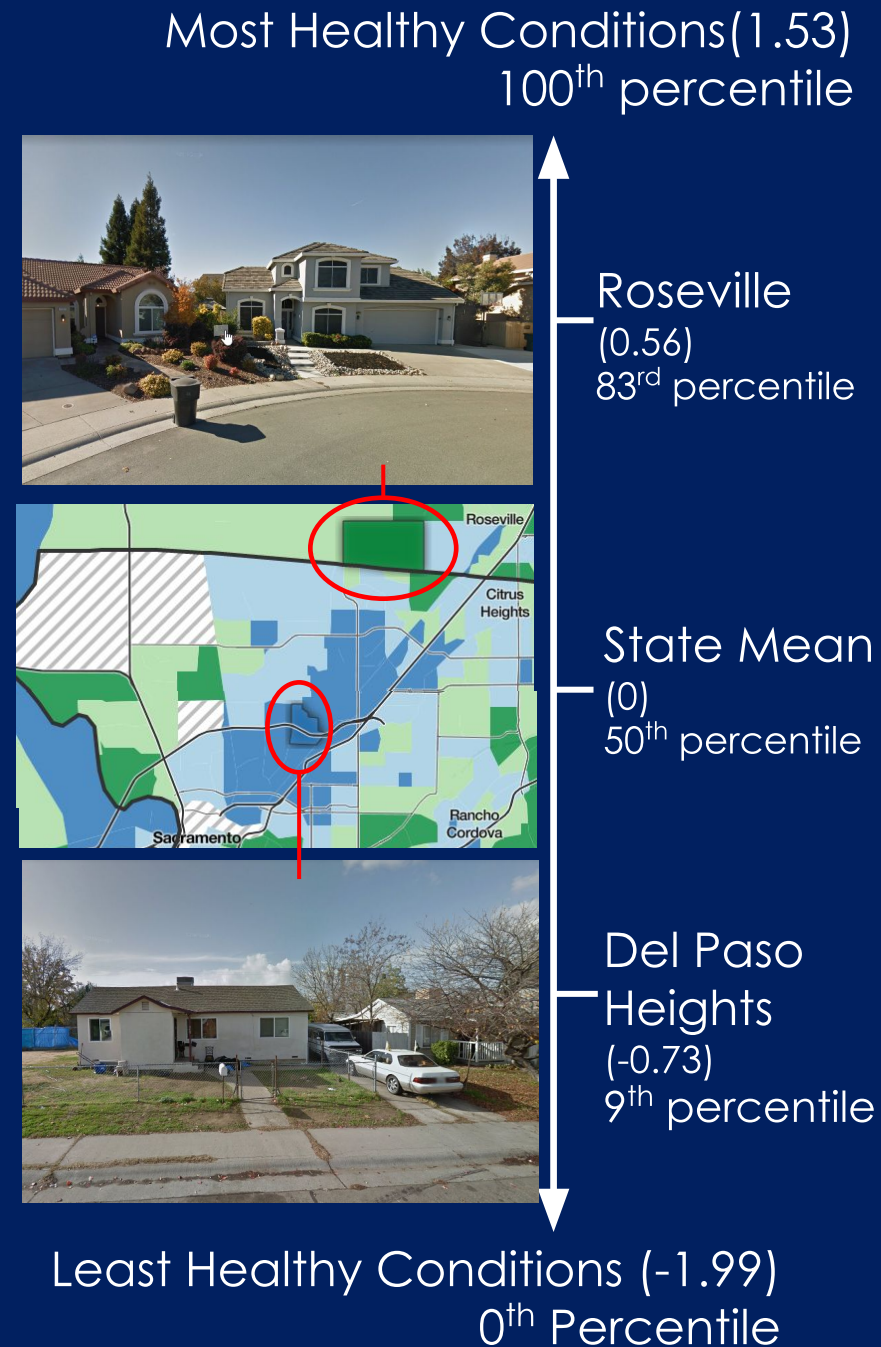 Most Healthy Conditions(1.53)
100th percentile
Roseville
(0.56)
83rd percentile
Roseville
Citrus
Heights
Rancho
Cordova
Sacramento
State Mean
(0)
50th percentile
Del Paso
Heights
(-0.73)
9th percentile
Least Healthy Conditions (-1.99)
0th Percentile